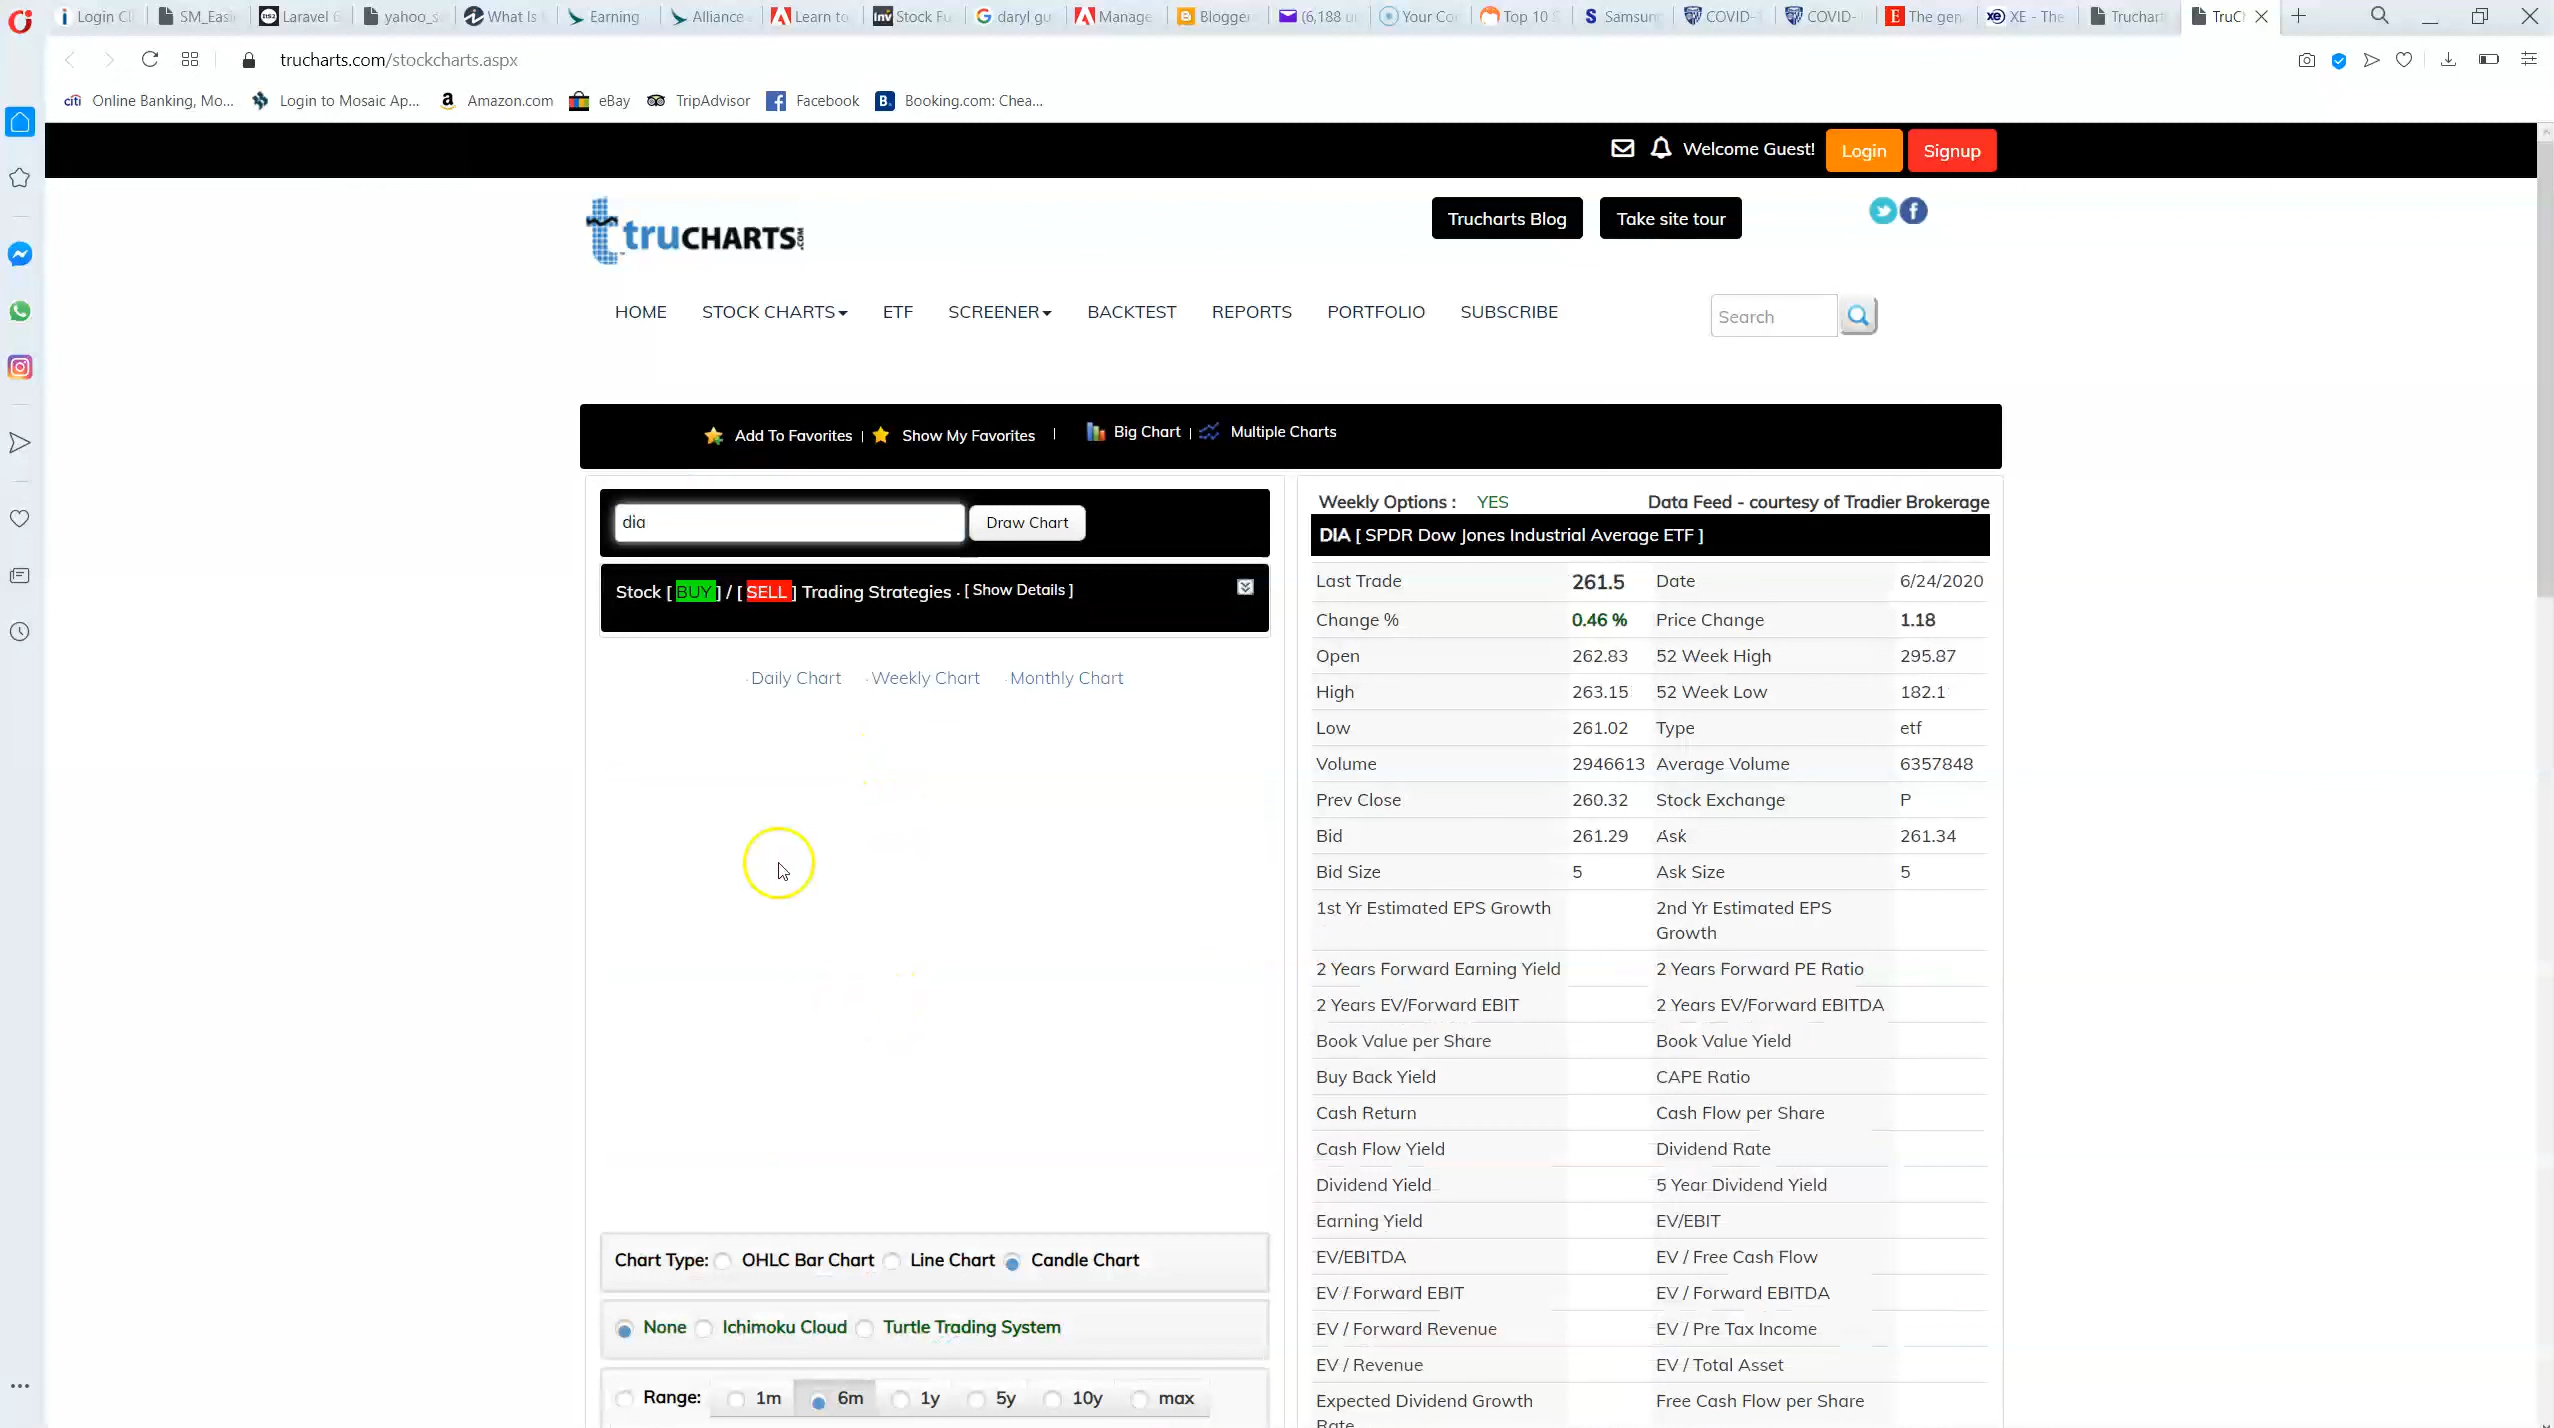 Login Cl
SM_Easi
Laravel 6
yahoo_s
What Is
Earning
Alliance
Learn to
Inv Stock Fu
daryl gu
Manage
Blogger
(6,188 u
Your Co
Top 10 S
Samsun
COVID-1
COVID-
The gen
XE - The
Truchart
TruCh
trucharts.com/stockcharts.aspx
citi Online Banking, Mo... Login to Mosaic Ap... Amazon.com eBay TripAdvisor Facebook Booking.com: Chea...
Welcome Guest! Login Signup
truCHARTS.COM
Trucharts Blog Take site tour
HOME STOCK CHARTS ETF SCREENER BACKTEST REPORTS PORTFOLIO SUBSCRIBE Search
Add To Favorites | Show My Favorites | Big Chart | Multiple Charts
dia Draw Chart
Stock [ BUY ] / [ SELL ] Trading Strategies . [ Show Details ]
Daily Chart Weekly Chart Monthly Chart
Chart Type: OHLC Bar Chart Line Chart Candle Chart
None Ichimoku Cloud Turtle Trading System
Range: 1m 6m 1y 5y 10y max
Weekly Options : YES Data Feed - courtesy of Tradier Brokerage
DIA [ SPDR Dow Jones Industrial Average ETF ]
Last Trade 261.5 Date 6/24/2020
Change % 0.46 % Price Change 1.18
Open 262.83 52 Week High 295.87
High 263.15 52 Week Low 182.1
Low 261.02 Type etf
Volume 2946613 Average Volume 6357848
Prev Close 260.32 Stock Exchange P
Bid 261.29 Ask 261.34
Bid Size 5 Ask Size 5
1st Yr Estimated EPS Growth 2nd Yr Estimated EPS
Growth
2 Years Forward Earning Yield 2 Years Forward PE Ratio
2 Years EV/Forward EBIT 2 Years EV/Forward EBITDA
Book Value per Share Book Value Yield
Buy Back Yield CAPE Ratio
Cash Return Cash Flow per Share
Cash Flow Yield Dividend Rate
Dividend Yield 5 Year Dividend Yield
Earning Yield EV/EBIT
EV/EBITDA EV / Free Cash Flow
EV / Forward EBIT EV / Forward EBITDA
EV / Forward Revenue EV / Pre Tax Income
EV / Revenue EV / Total Asset
Expected Dividend Growth Free Cash Flow per Share
Rate